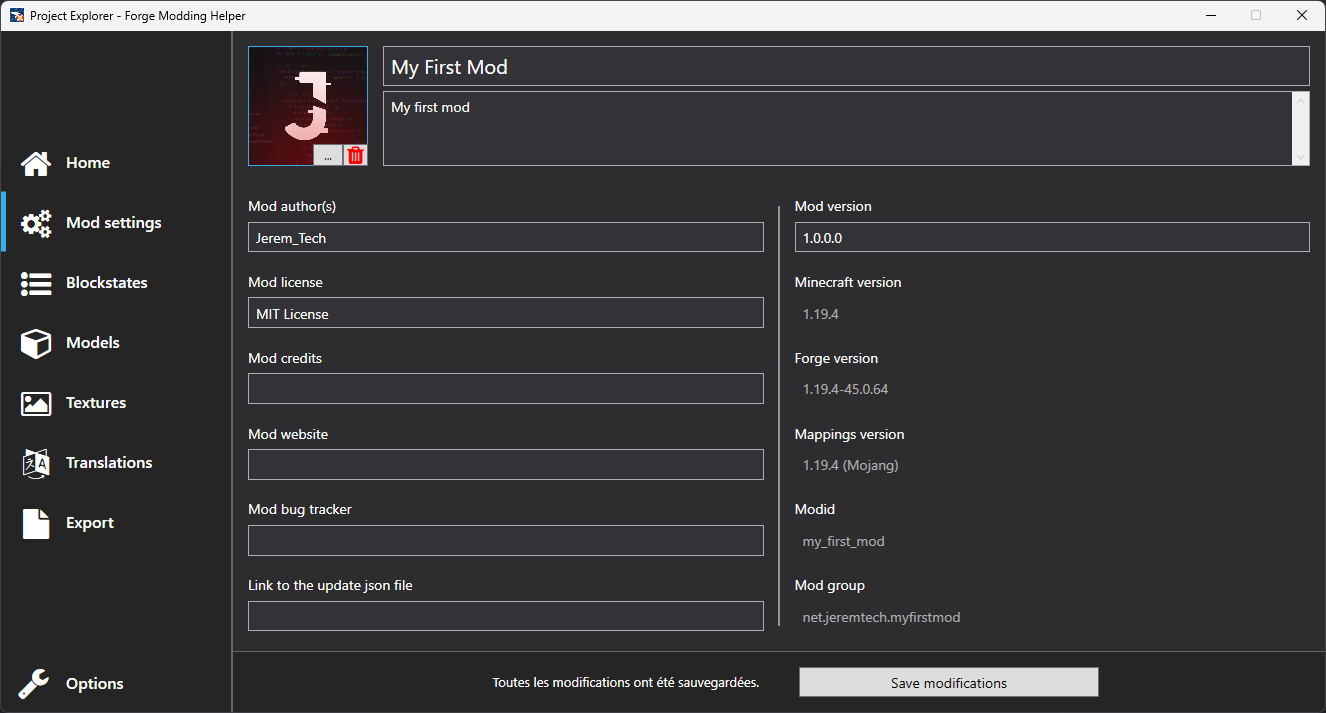 Project Explorer - Forge Modding Helper
Home
Mod settings
Blockstates
Models
Textures
Translations
Export
Options
J
...
My First Mod
My first mod
Mod author(s)
Jerem_Tech
Mod license
MIT License
Mod credits
Mod website
Mod bug tracker
Link to the update json file
Mod version
1.0.0.0
Minecraft version
1.19.4
Forge version
1.19.4-45.0.64
Mappings version
1.19.4 (Mojang)
Modid
my_first_mod
Mod group
net.jeremtech.myfirstmod
Toutes les modifications ont été sauvegardées.
Save modifications